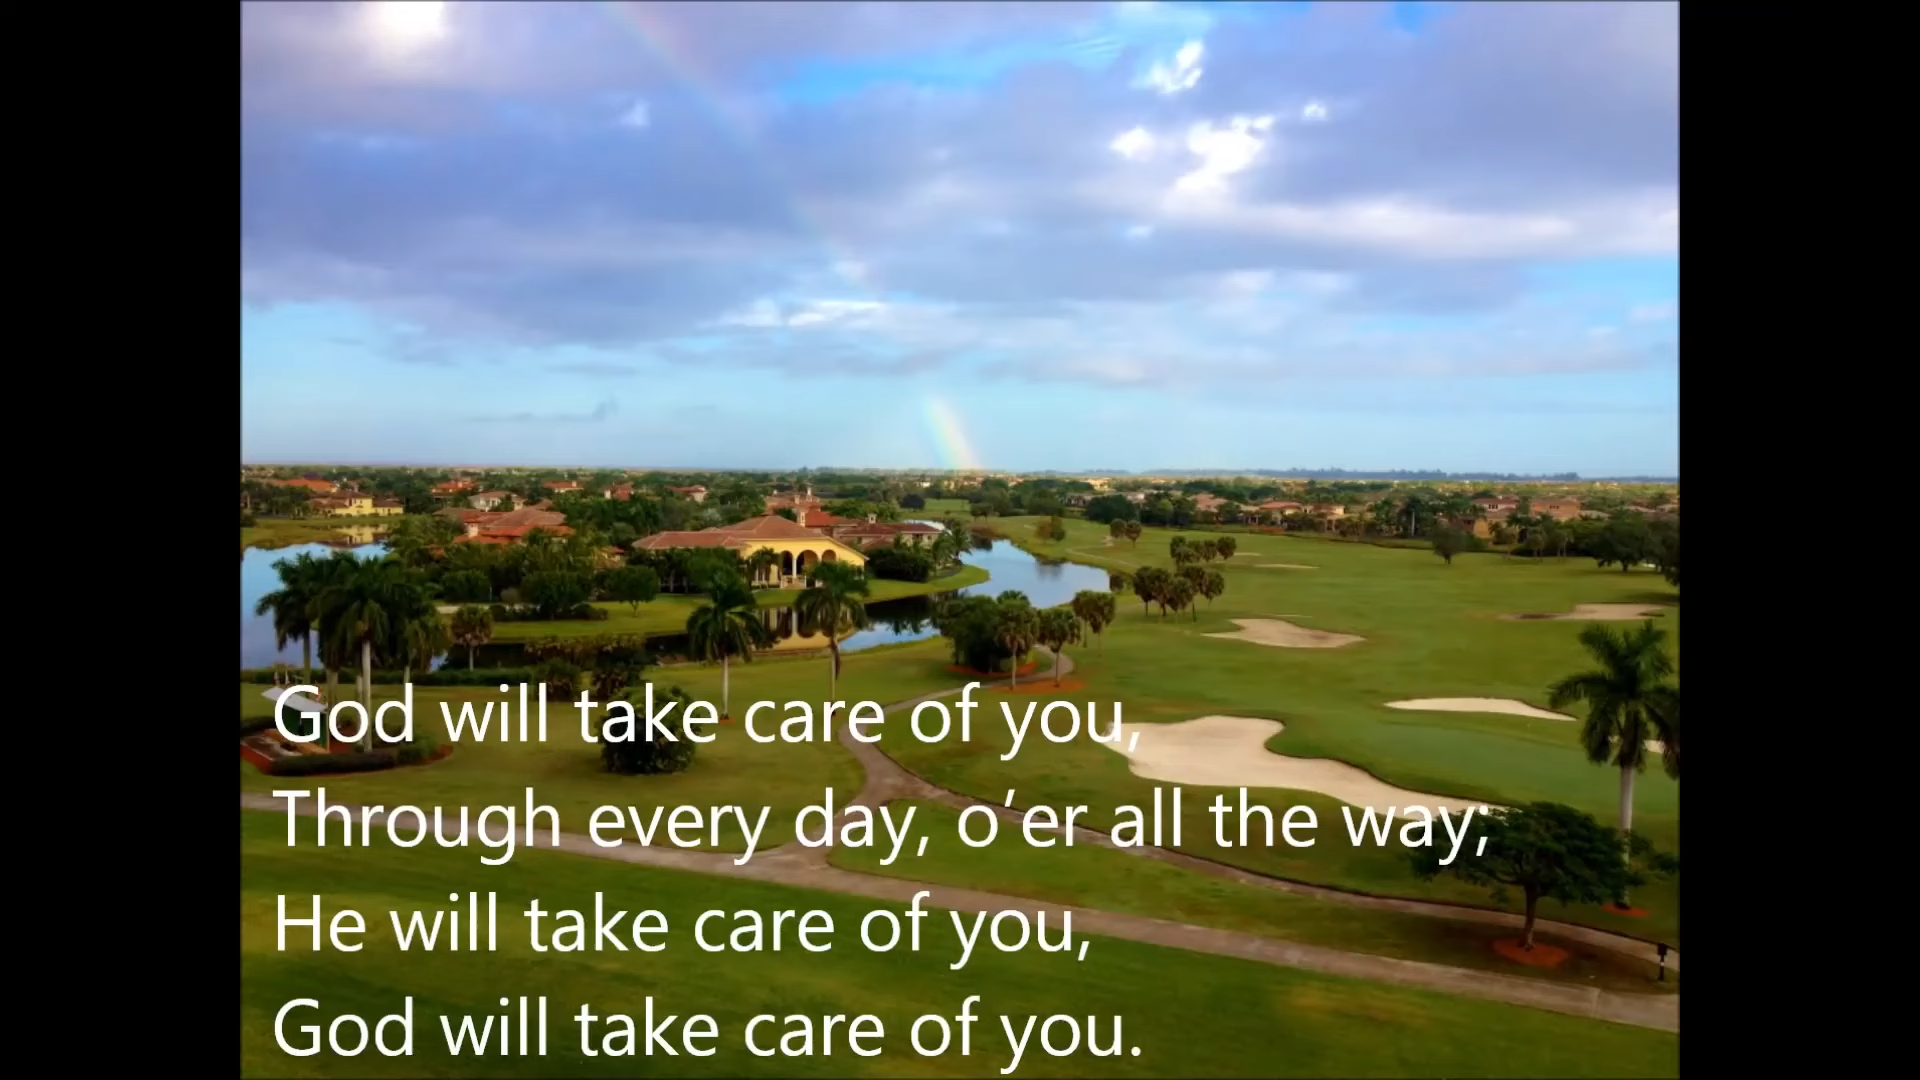 God will take care of you,
Through every day, o’er all the way;
He will take care of you,
God will take care of you.